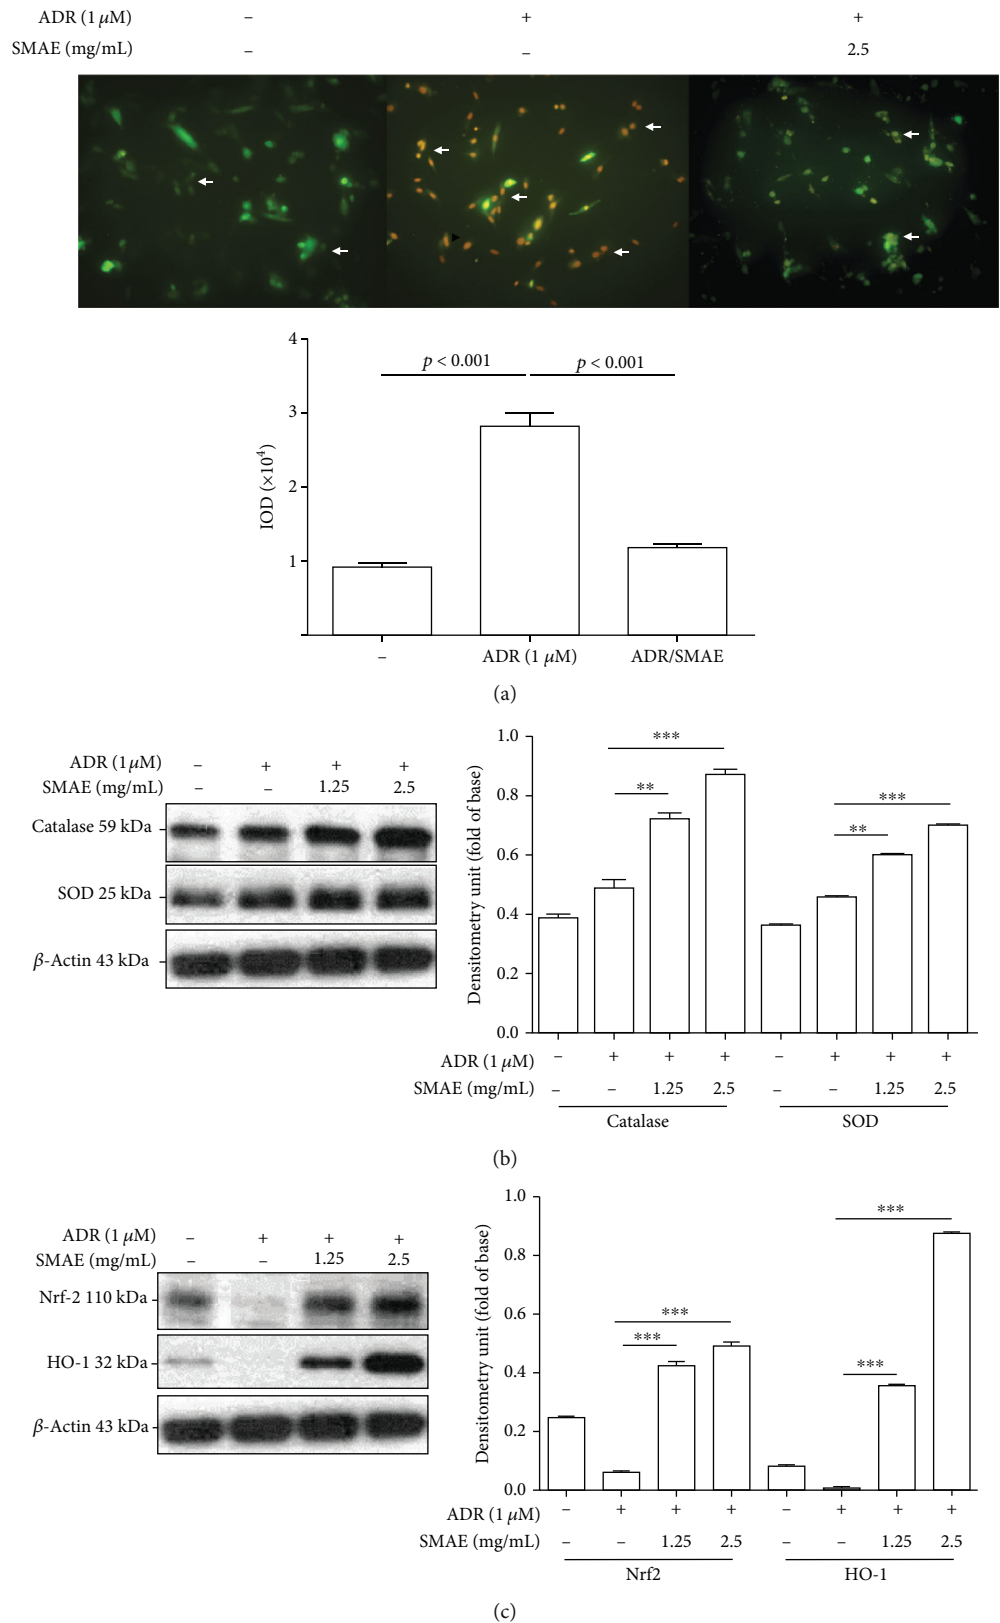 ADR (1 µM) – + +
SMAE (mg/mL) – – 2.5
4
3
2
1
IOD (×10⁴)
p < 0.001 p < 0.001
– ADR (1 µM) ADR/SMAE
(a)
ADR (1µM) – + + +
SMAE (mg/mL) – – 1.25 2.5
Catalase 59 kDa
SOD 25 kDa
β-Actin 43 kDa
1.0
0.8
0.6
0.4
0.2
0.0
Densitometry unit (fold of base)
** *** ** ***
ADR (1 µM) – + + + – + + +
SMAE (mg/mL) – – 1.25 2.5 – – 1.25 2.5
Catalase SOD
(b)
ADR (1 µM) – + + +
SMAE (mg/mL) – – 1.25 2.5
Nrf-2 110 kDa
HO-1 32 kDa
β-Actin 43 kDa
1.0
0.8
0.6
0.4
0.2
0.0
Densitometry unit (fold of base)
*** *** *** ***
ADR (1 µM) – + + + – + + +
SMAE (mg/mL) – – 1.25 2.5 – – 1.25 2.5
Nrf2 HO-1
(c)